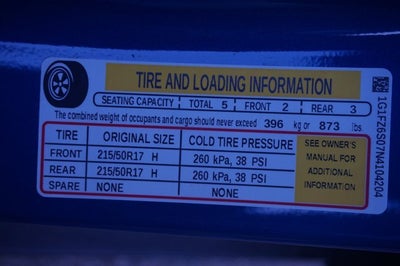 TIRE AND LOADING INFORMATION
SEATING CAPACITY TOTAL 5 FRONT 2 REAR 3
The combined weight of occupants and cargo should never exceed 396 kg or 873 lbs
TIRE ORIGINAL SIZE COLD TIRE PRESSURE
FRONT 215/50R17 H 260 kPa, 38 PSI
REAR 215/50R17 H 260 kPa, 38 PSI
SPARE NONE NONE
SEE OWNER'S
MANUAL FOR
ADDITIONAL
INFORMATION
1G1FZ6S07N4104204